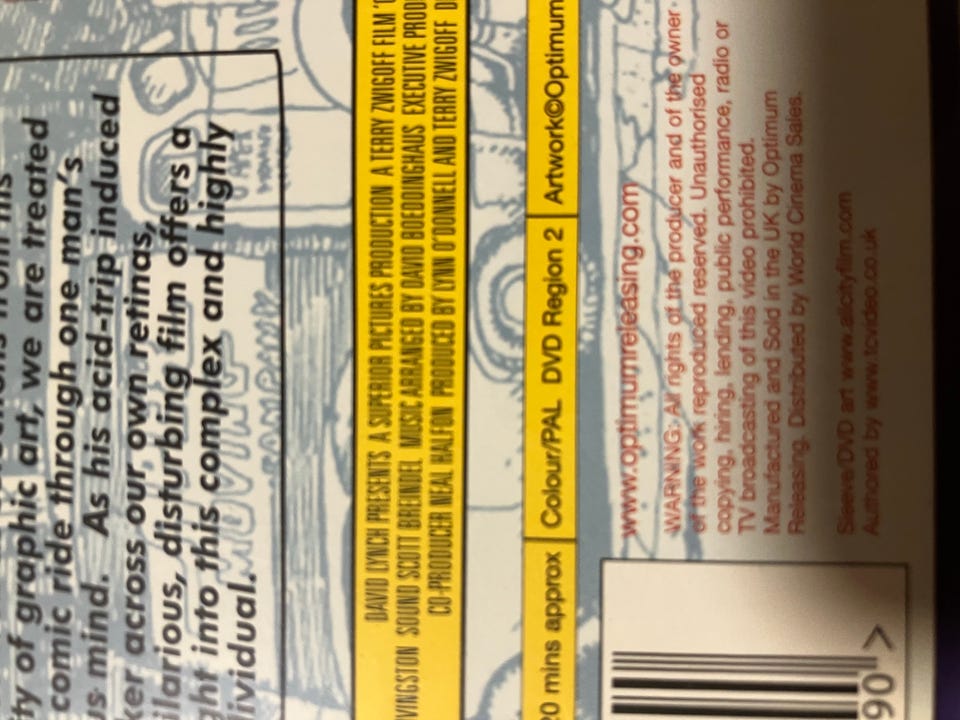 ty of graphic art, we are treated
comic ride through one man's
us mind. As his acid-trip induced
ker across our own retinas,
ilarious, disturbing film offers a
ght into this complex and highly
dividual.
DAVID LYNCH PRESENTS A SUPERIOR PICTURES PRODUCTION A TERRY ZWIGOFF FILM
VINGSTON SOUND SCOTT BREINDEL MUSIC ARRANGED BY DAVID BOEDDINGHAUS EXECUTIVE PROD
CO-PRODUCER NEAL HALFON PRODUCED BY LYNN O'DONNELL AND TERRY ZWIGOFF D
20 mins approx Colour/PAL DVD Region 2 Artwork©Optimum
www.optimumreleasing.com
WARNING: All rights of the producer and of the owner
of the work reproduced reserved. Unauthorised
copying, hiring, lending, public performance, radio or
TV broadcasting of this video prohibited.
Manufactured and Sold in the UK by Optimum
Releasing. Distributed by World Cinema Sales.
Sleeve/DVD art www.allcityfilm.com
Authored by www.tcvideo.co.uk
90 >